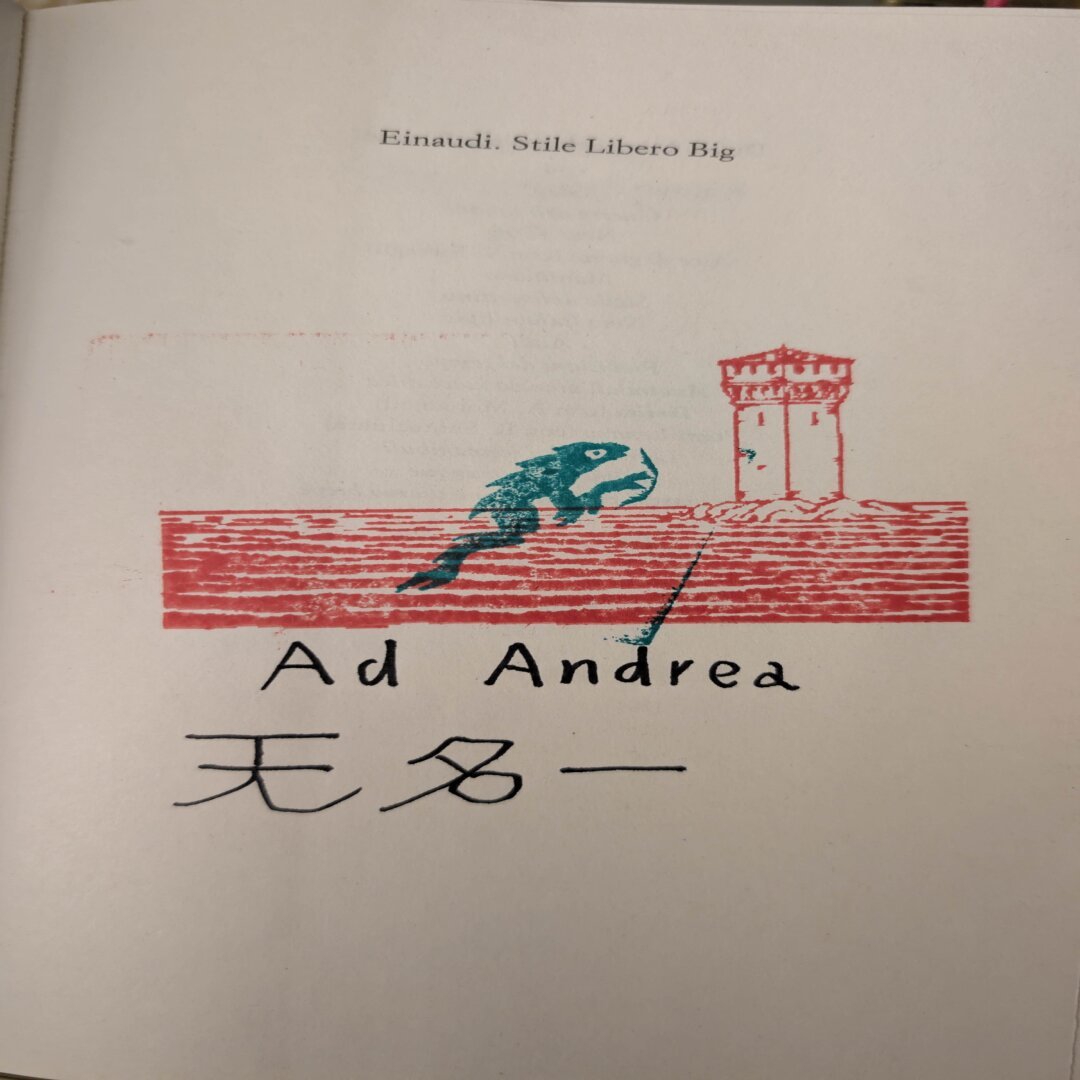 Einaudi. Stile Libero Big
Ad Andrea
无名一